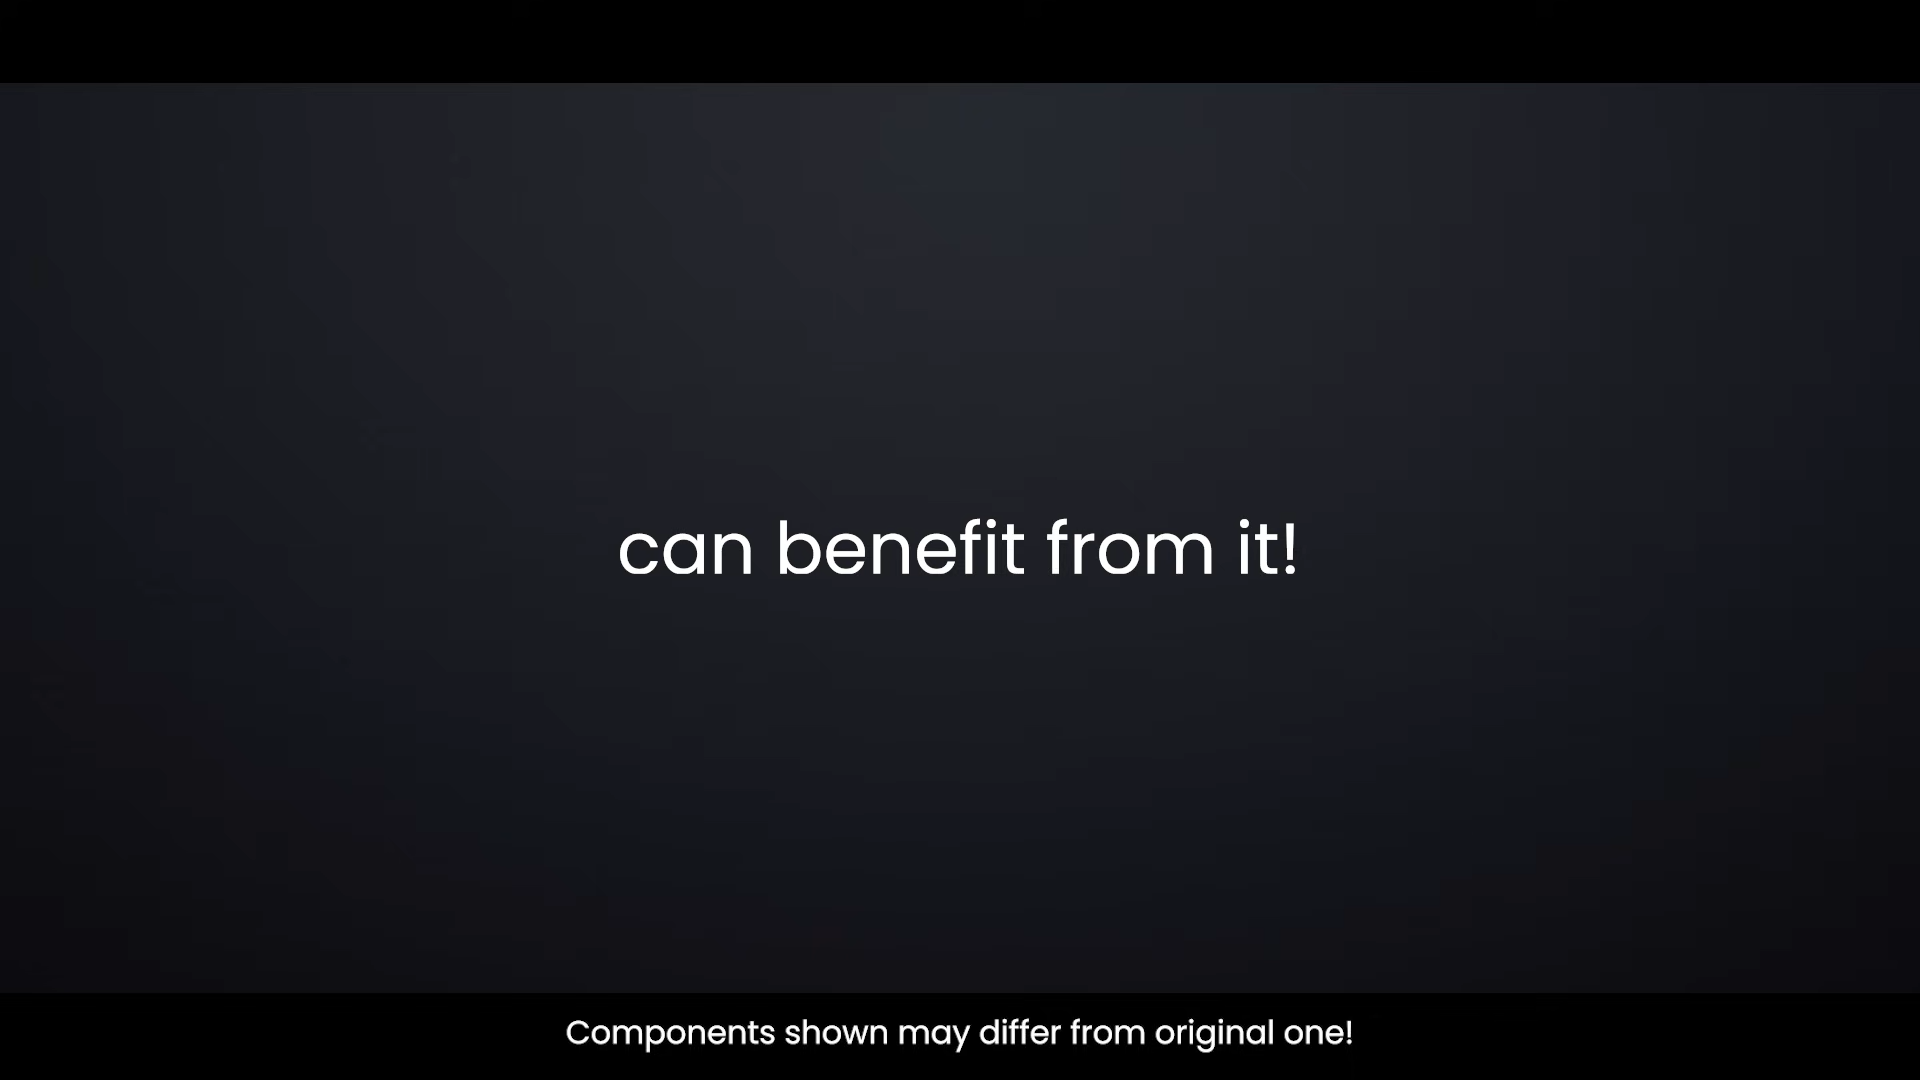 can benefit from it!
Components shown may differ from original one!